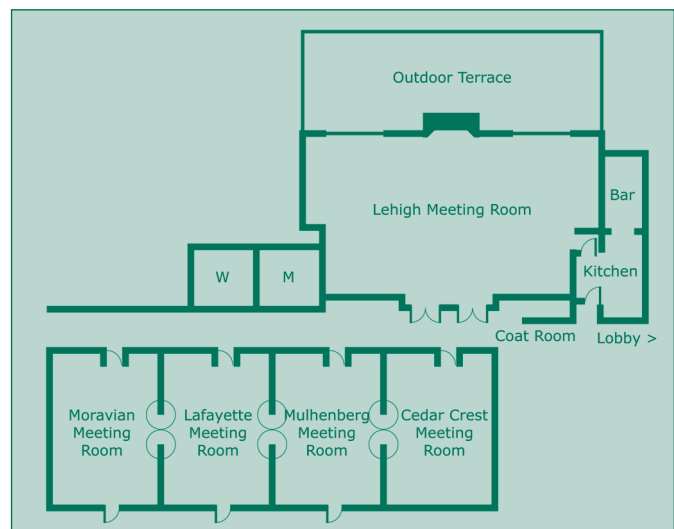 Outdoor Terrace
Lehigh Meeting Room
Bar
W
M
Kitchen
Coat Room
Lobby >
Moravian
Meeting
Room
Lafayette
Meeting
Room
Mulhenberg
Meeting
Room
Cedar Crest
Meeting
Room